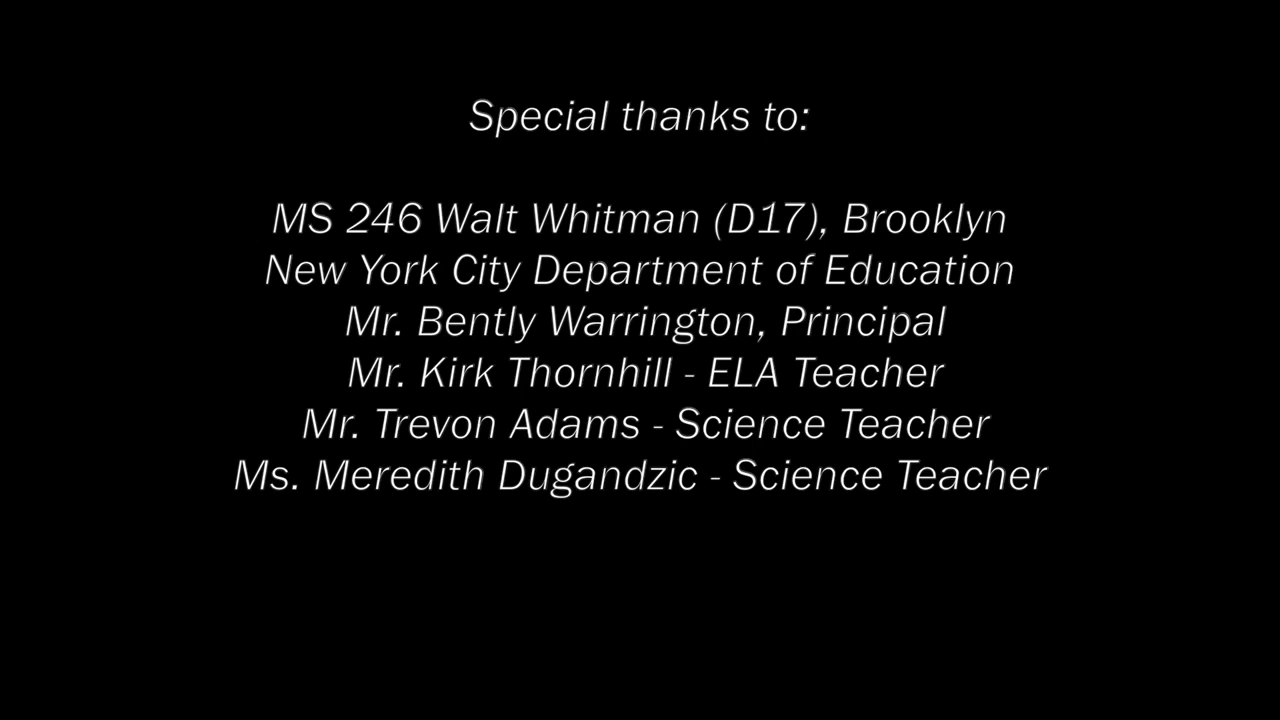 Special thanks to:
MS 246 Walt Whitman (D17), Brooklyn
New York City Department of Education
Mr. Bently Warrington, Principal
Mr. Kirk Thornhill - ELA Teacher
Mr. Trevon Adams - Science Teacher
Ms. Meredith Dugandzic - Science Teacher